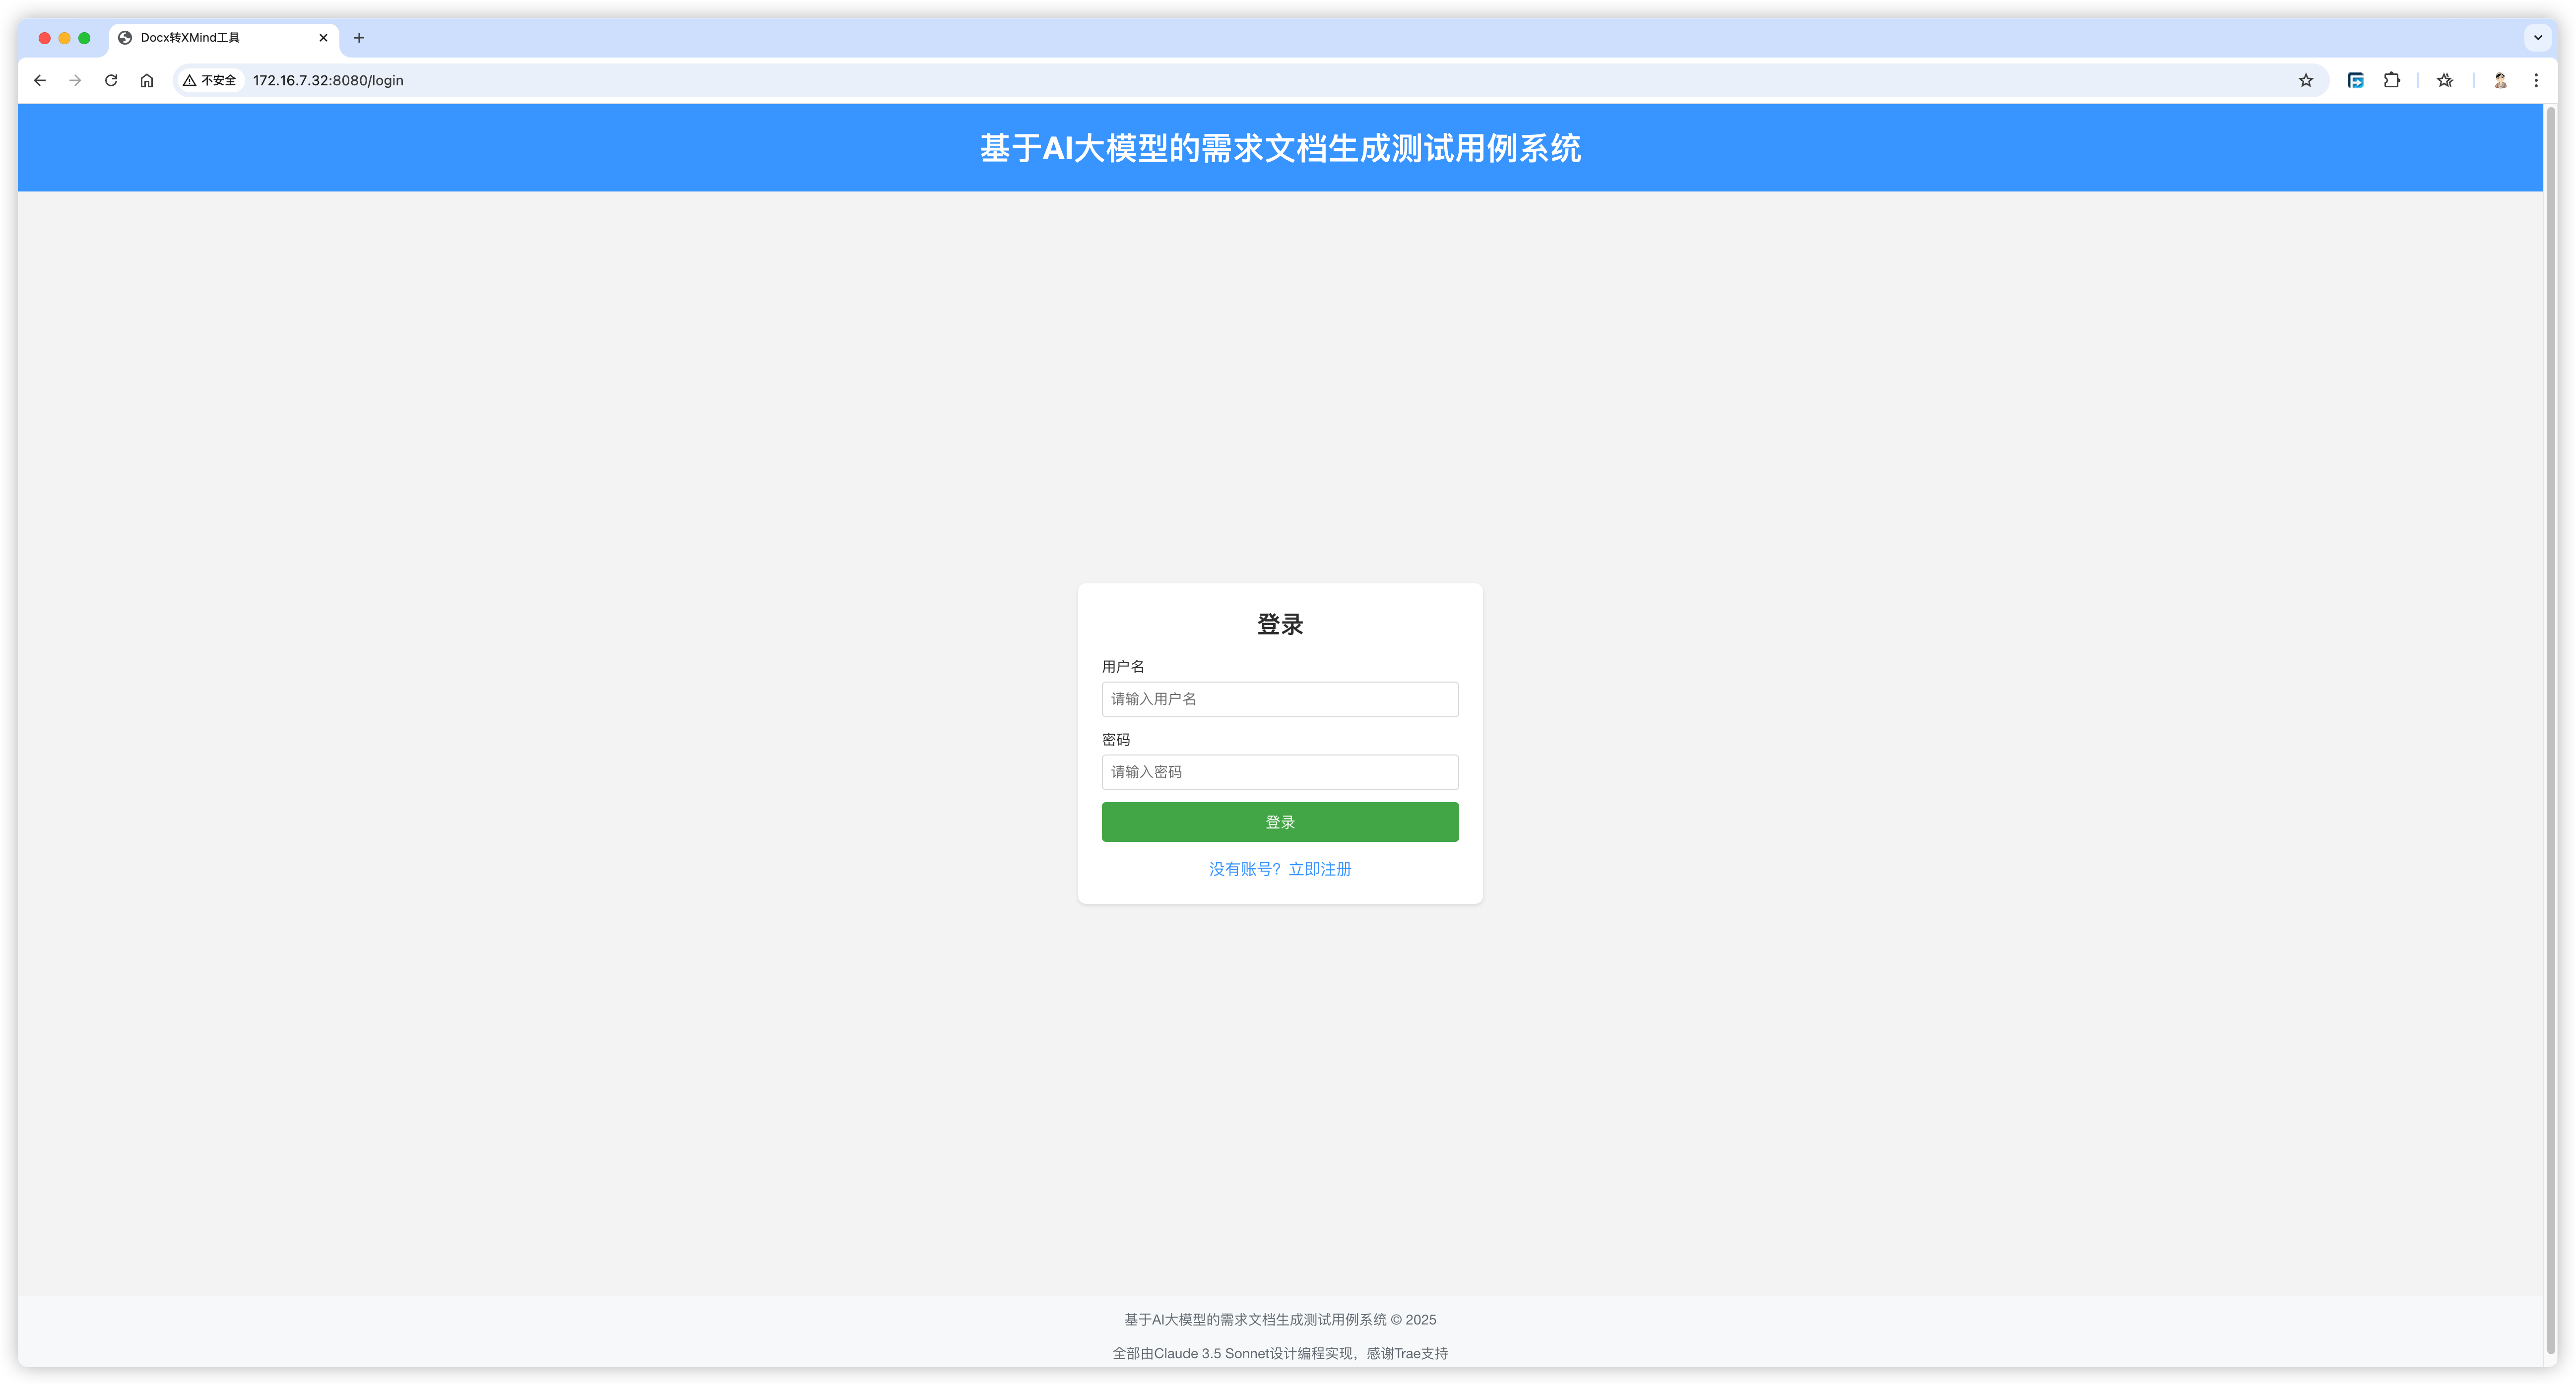 Docx转XMind工具
不安全 172.16.7.32:8080/login
基于AI大模型的需求文档生成测试用例系统
登录
用户名
请输入用户名
密码
请输入密码
登录
没有账号？立即注册
基于AI大模型的需求文档生成测试用例系统 © 2025
全部由Claude 3.5 Sonnet设计编程实现，感谢Trae支持